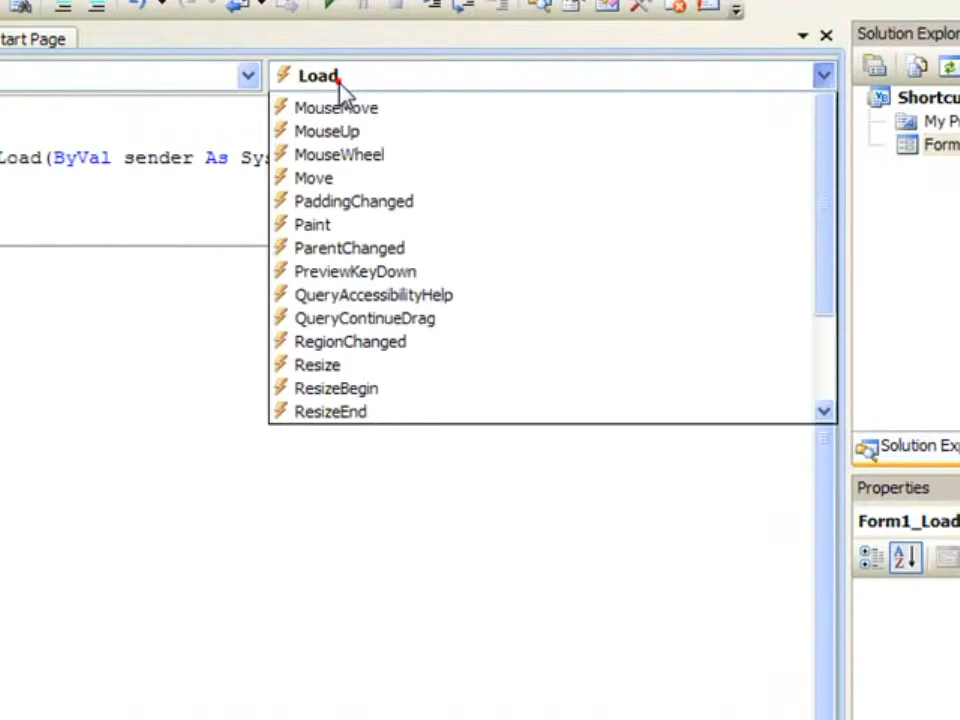 tart Page
Solution Explor
Load
Shortcu
My P
Form
MouseMove
MouseUp
MouseWheel
Load(ByVal sender As Sys
Move
PaddingChanged
Paint
ParentChanged
PreviewKeyDown
QueryAccessibilityHelp
QueryContinueDrag
RegionChanged
Resize
ResizeBegin
ResizeEnd
Solution Exp
Properties
Form1_Load